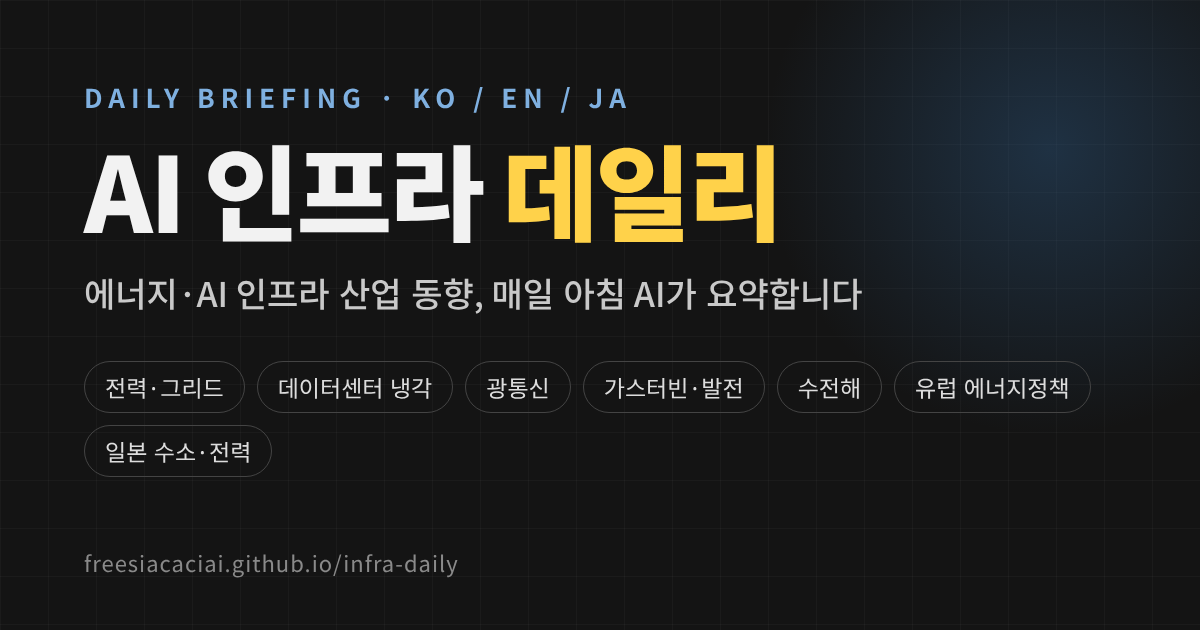 DAILY BRIEFING · KO / EN / JA
AI 인프라 데일리
에너지·AI 인프라 산업 동향, 매일 아침 AI가 요약합니다
전력·그리드 데이터센터 냉각 광통신 가스터빈·발전 수전해 유럽 에너지정책
일본 수소·전력
freesiacaciai.github.io/infra-daily